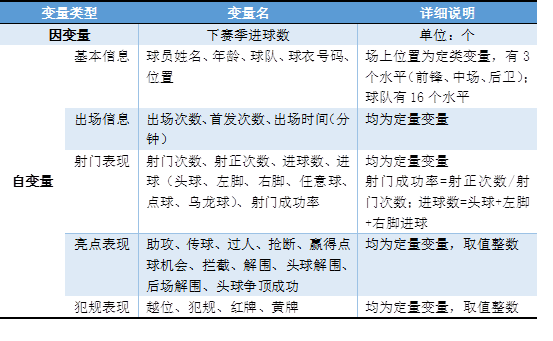 变量类型 变量名 详细说明
因变量 下赛季进球数 单位：个
自变量
基本信息 球员姓名、年龄、球队、球衣号码、 场上位置为定类变量，有 3
位置 个水平（前锋、中场、后卫）；
球队有 16 个水平
出场信息 出场次数、首发次数、出场时间（分 均为定量变量
钟）
射门表现 射门次数、射正次数、进球数、进 均为定量变量
球（头球、左脚、右脚、任意球、 射门成功率=射正次数/射
点球、乌龙球）、射门成功率 门次数；进球数=头球+左脚
+右脚进球
亮点表现 助攻、传球、过人、抢断、赢得点 均为定量变量，取值整数
球机会、拦截、解围、头球解围、
后场解围、头球争顶成功
犯规表现 越位、犯规、红牌、黄牌 均为定量变量，取值整数